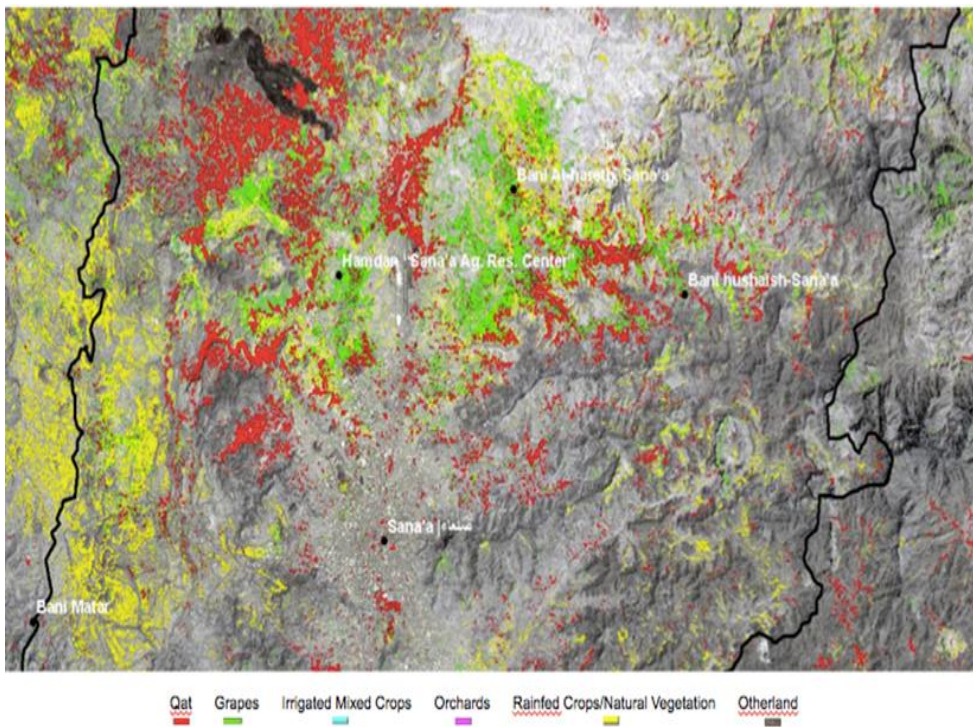 Bani Al-hareth, Sana'a
Hamdan "Sana'a Ag. Res. Center"
Bani hushaish-Sana'a
Sana'a
Bani Matar
Qat Grapes Irrigated Mixed Crops Orchards Rainfed Crops/Natural Vegetation Otherland